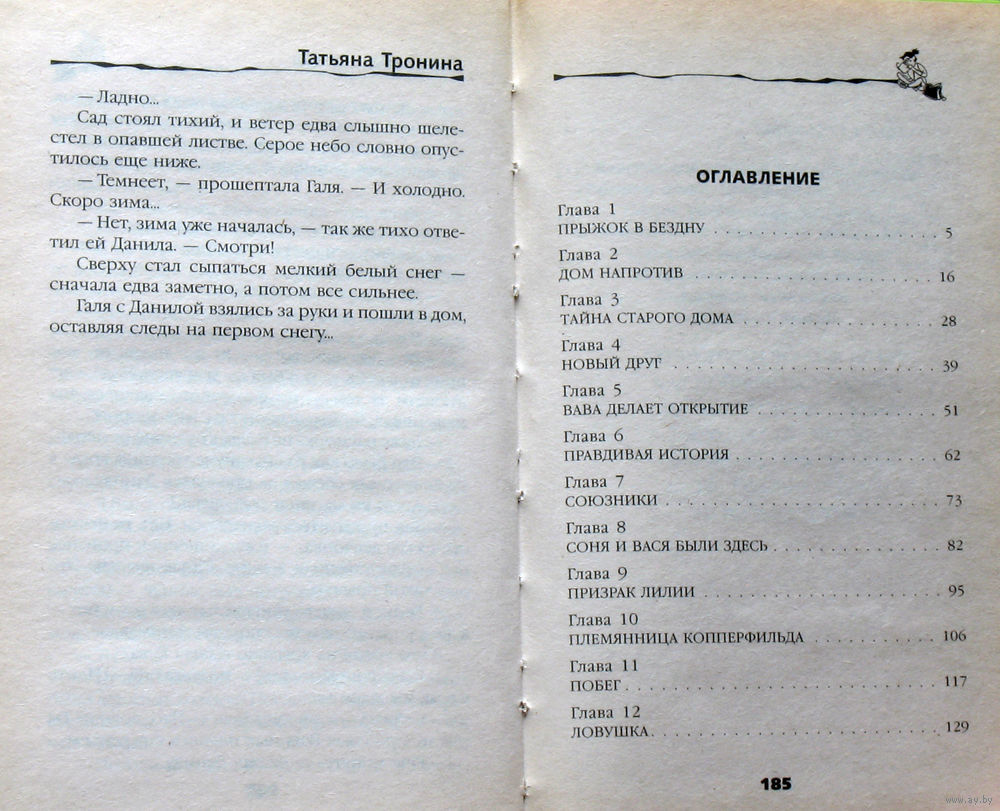 Татьяна Тронина
— Ладно...
Сад стоял тихий, и ветер едва слышно шеле-
стел в опавшей листве. Серое небо словно опус-
тилось еще ниже.
— Темнеет, — прошептала Галя. — И холодно.
Скоро зима...
— Нет, зима уже началась, — так же тихо отве-
тил ей Данила. — Смотри!
Сверху стал сыпаться мелкий белый снег —
сначала едва заметно, а потом все сильнее.
Галя с Данилой взялись за руки и пошли в дом,
оставляя следы на первом снегу...
ОГЛАВЛЕНИЕ
Глава 1
ПРЫЖОК В БЕЗДНУ . . . . . . . . . . . . . . . . . . 5
Глава 2
ДОМ НАПРОТИВ . . . . . . . . . . . . . . . . . . . 16
Глава 3
ТАЙНА СТАРОГО ДОМА . . . . . . . . . . . . . . . 28
Глава 4
НОВЫЙ ДРУГ . . . . . . . . . . . . . . . . . . . . 39
Глава 5
ВАВА ДЕЛАЕТ ОТКРЫТИЕ . . . . . . . . . . . . . . 51
Глава 6
ПРАВДИВАЯ ИСТОРИЯ . . . . . . . . . . . . . . . . 62
Глава 7
СОЮЗНИКИ . . . . . . . . . . . . . . . . . . . . . 73
Глава 8
СОНЯ И ВАСЯ БЫЛИ ЗДЕСЬ . . . . . . . . . . . . . 82
Глава 9
ПРИЗРАК ЛИЛИИ . . . . . . . . . . . . . . . . . . 95
Глава 10
ПЛЕМЯННИЦА КОППЕРФИЛЬДА . . . . . . . . . . 106
Глава 11
ПОБЕГ . . . . . . . . . . . . . . . . . . . . . . . 117
Глава 12
ЛОВУШКА. . . . . . . . . . . . . . . . . . . . . . 129
185
www.ay.by